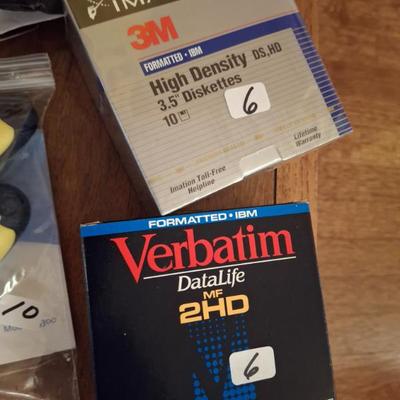 3M
FORMATTED · IBM
High Density DS, HD
3.5" Diskettes
10
6
Imation Toll-Free
Helpline
Lifetime
Warranty
FORMATTED · IBM
Verbatim
DataLife
MF
2HD
6
10